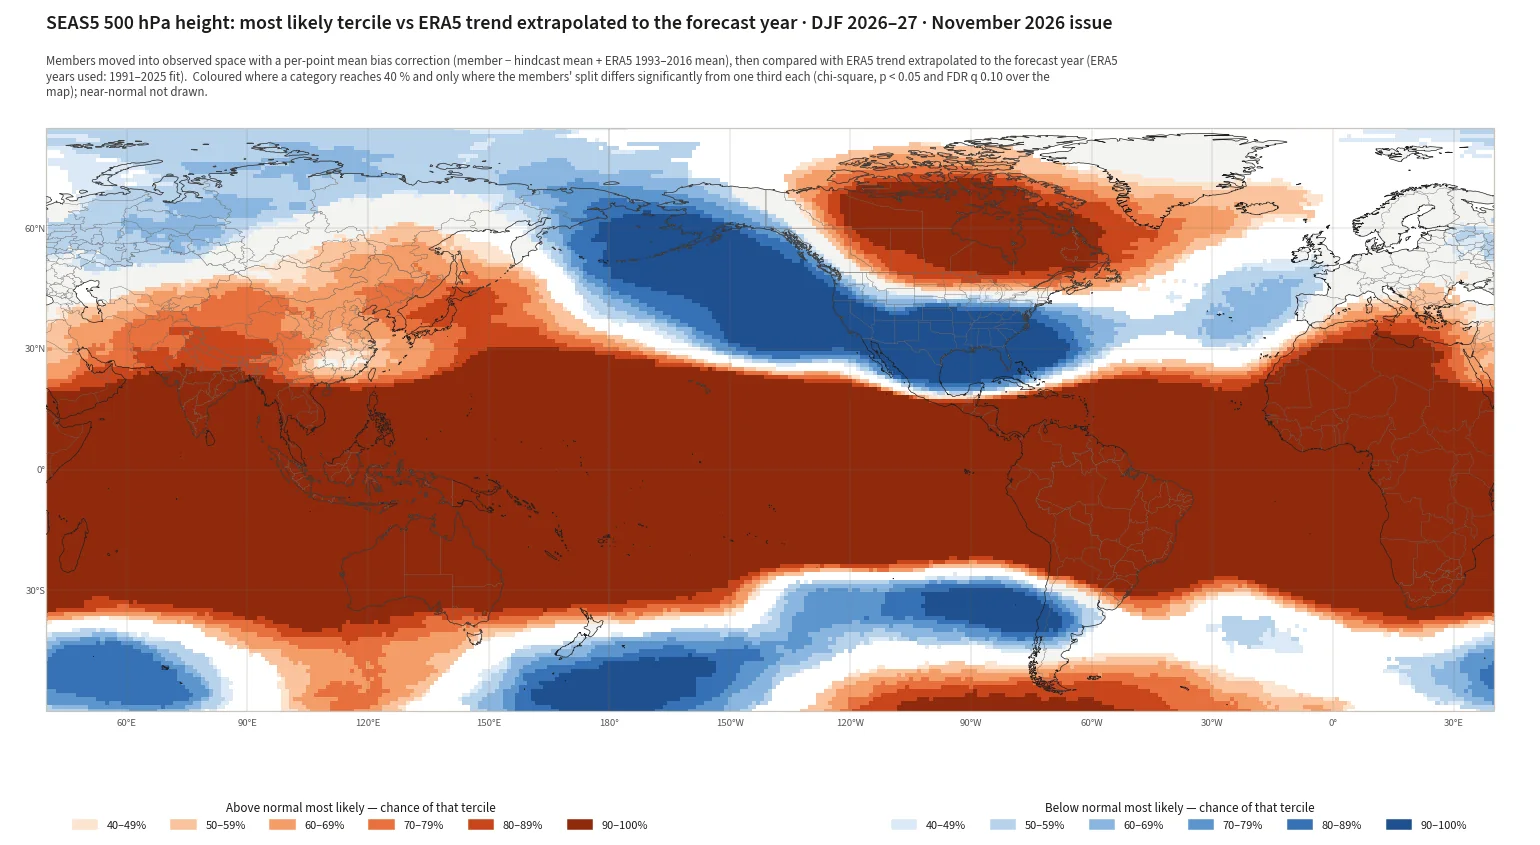 SEAS5 500 hPa height: most likely tercile vs ERA5 trend extrapolated to the forecast year · DJF 2026–27 · November 2026 issue
Members moved into observed space with a per-point mean bias correction (member − hindcast mean + ERA5 1993–2016 mean), then compared with ERA5 trend extrapolated to the forecast year (ERA5
years used: 1991–2025 fit). Coloured where a category reaches 40 % and only where the members' split differs significantly from one third each (chi-square, p < 0.05 and FDR q 0.10 over the
map); near-normal not drawn.
60°N
30°N
0°
30°S
60°E 90°E 120°E 150°E 180° 150°W 120°W 90°W 60°W 30°W 0° 30°E
Above normal most likely — chance of that tercile
40–49% 50–59% 60–69% 70–79% 80–89% 90–100%
Below normal most likely — chance of that tercile
40–49% 50–59% 60–69% 70–79% 80–89% 90–100%